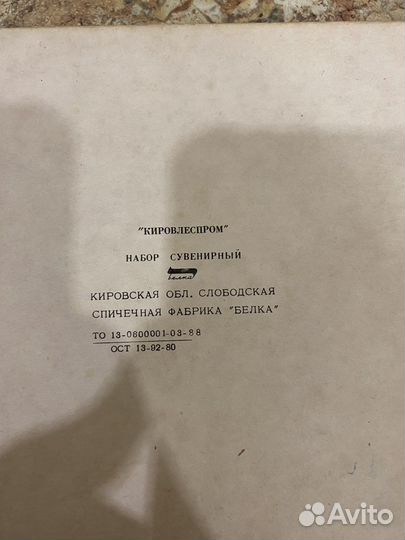 "КИРОВЛЕСПРОМ"
НАБОР СУВЕНИРНЫЙ
белка
КИРОВСКАЯ ОБЛ. СЛОБОДСКАЯ
СПИЧЕЧНАЯ ФАБРИКА "БЕЛКА"
ТО 13-0800001-03-88
ОСТ 13-92-80
Avito